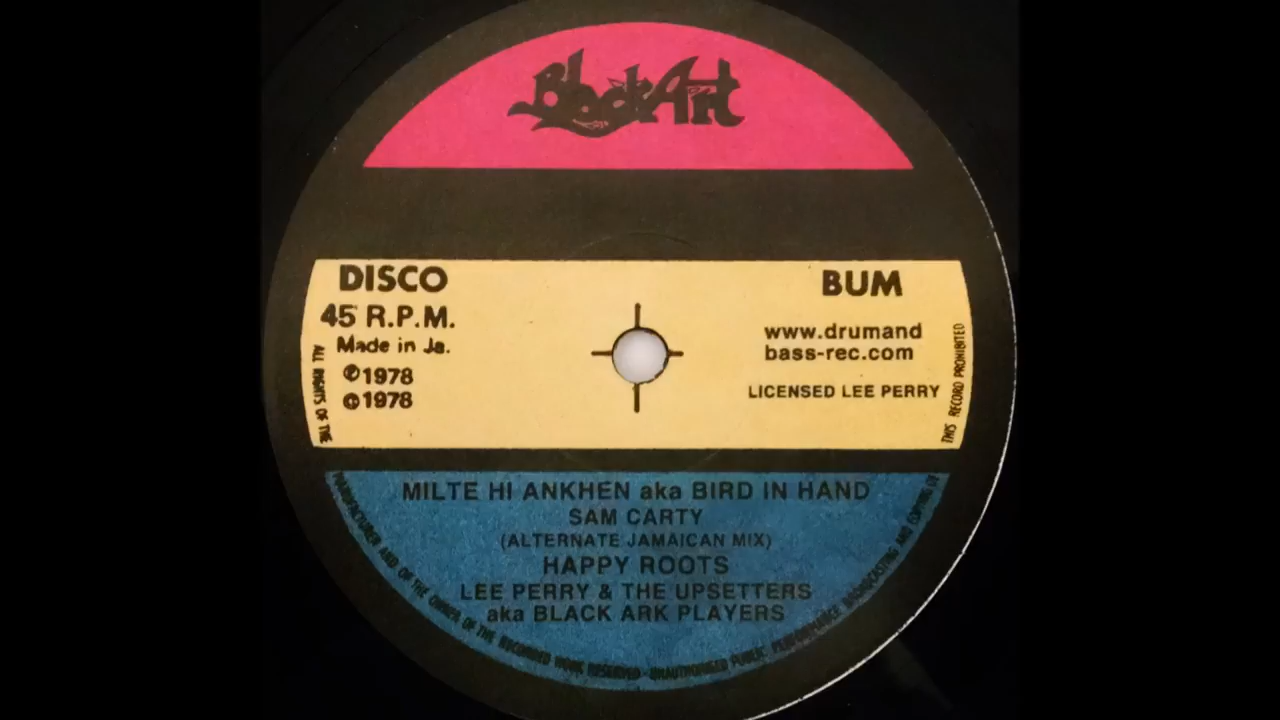 Black Art
DISCO
BUM
45 R.P.M.
Made in Ja.
℗1978
©1978
www.drumand
bass-rec.com
LICENSED LEE PERRY
MILTE HI ANKHEN aka BIRD IN HAND
SAM CARTY
(ALTERNATE JAMAICAN MIX)
HAPPY ROOTS
LEE PERRY & THE UPSETTERS
aka BLACK ARK PLAYERS
ALL RIGHTS OF THE
MANUFACTURER AND OF THE OWNER OF THE RECORDED WORK RESERVED - UNAUTHORISED PUBLIC PERFORMANCE BROADCASTING AND COPYING OF
THIS RECORD PROHIBITED